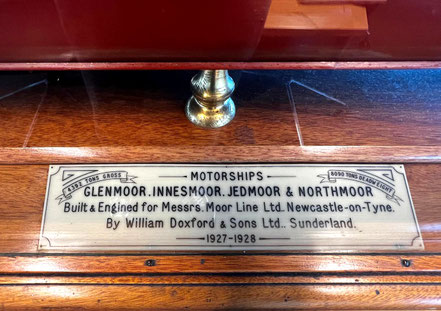 MOTORSHIPS
4392 TONS GROSS
8090 TONS DEADWEIGHT
GLENMOOR. INNESMOOR. JEDMOOR & NORTHMOOR
Built & Engined for Messrs. Moor Line Ltd. Newcastle-on-Tyne.
By William Doxford & Sons Ltd.. Sunderland.
1927-1928